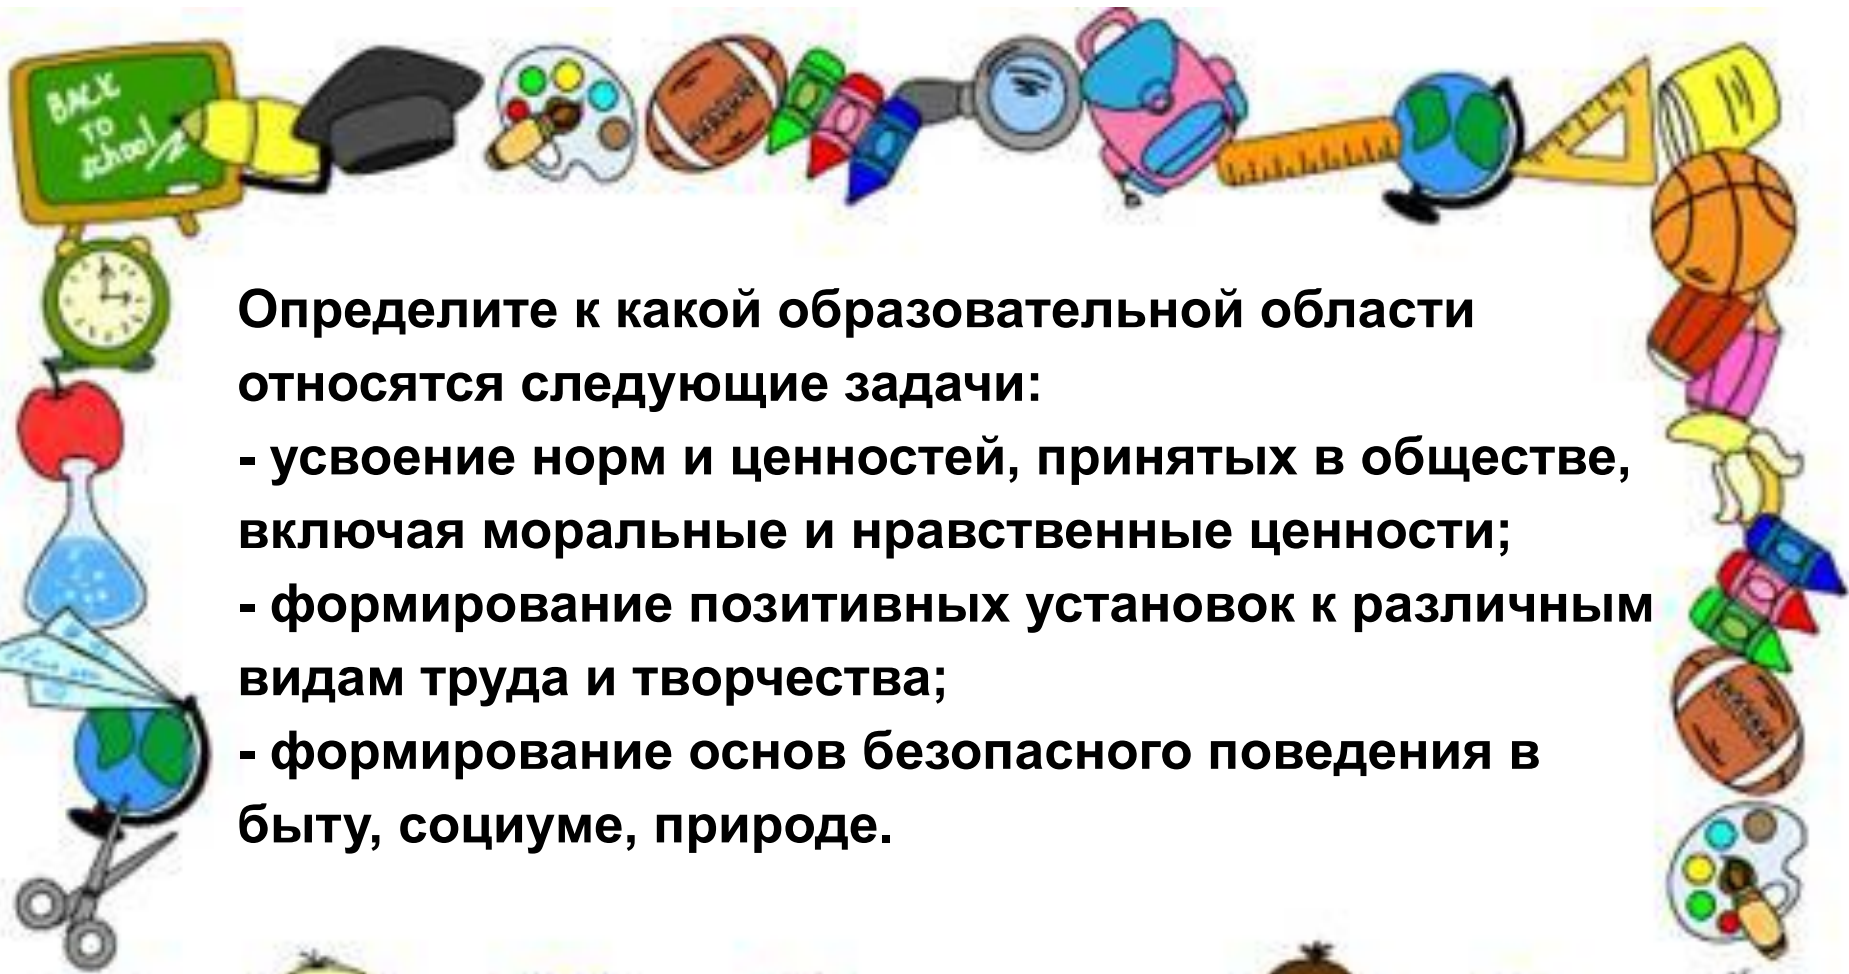 BACK
TO
school
Определите к какой образовательной области
относятся следующие задачи:
- усвоение норм и ценностей, принятых в обществе,
включая моральные и нравственные ценности;
- формирование позитивных установок к различным
видам труда и творчества;
- формирование основ безопасного поведения в
быту, социуме, природе.